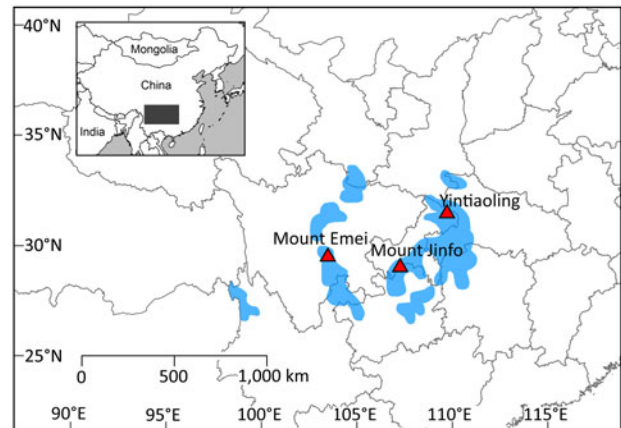 40°N
Mongolia
China
India
35°N
Yintiaoling
Mount Emei
Mount Jinfo
30°N
25°N
0
500
1,000 km
90°E
95°E
100°E
105°E
110°E
115°E